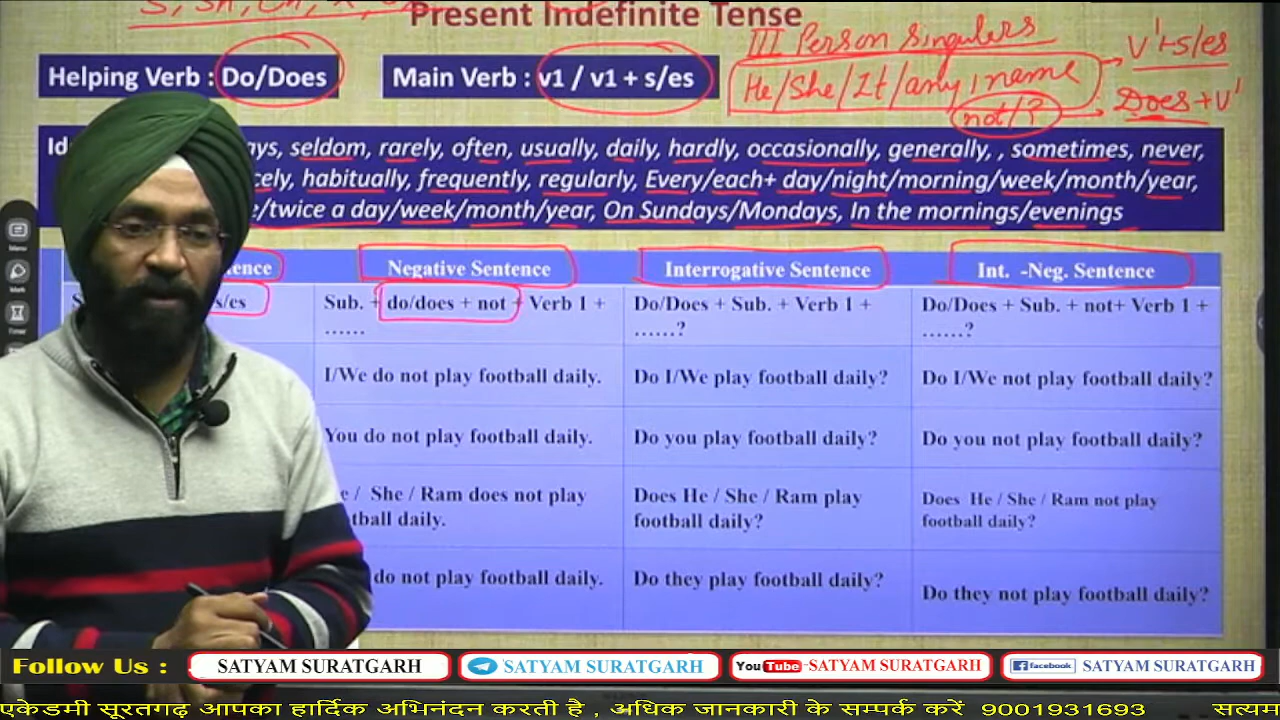 S, Sh, Ch, X,
Present Indefinite Tense
III Person Singulers
He/She/It/any 1 name
not/?
V¹+s/es
Does + V¹
Helping Verb : Do/Does
Main Verb : v1 / v1 + s/es
seldom, rarely, often, usually, daily, hardly, occasionally, generally, , sometimes, never,
habitually, frequently, regularly, Every/each+ day/night/morning/week/month/year,
/twice a day/week/month/year, On Sundays/Mondays, In the mornings/evenings
Negative Sentence Interrogative Sentence Int. -Neg. Sentence
s/es
Sub. + do/does + not + Verb 1 +
......
Do/Does + Sub. + Verb 1 +
......?
Do/Does + Sub. + not+ Verb 1 +
......?
I/We do not play football daily. Do I/We play football daily? Do I/We not play football daily?
You do not play football daily. Do you play football daily? Do you not play football daily?
/ She / Ram does not play
daily.
Does He / She / Ram play
football daily?
Does He / She / Ram not play
football daily?
do not play football daily. Do they play football daily? Do they not play football daily?
Menu
Mark
Timer
Follow Us : SATYAM SURATGARH SATYAM SURATGARH YouTube-SATYAM SURATGARH facebook SATYAM SURATGARH
एकेडमी सूरतगढ़ आपका हार्दिक अभिनंदन करती है , अधिक जानकारी के सम्पर्क करें 9001931693 सत्यम